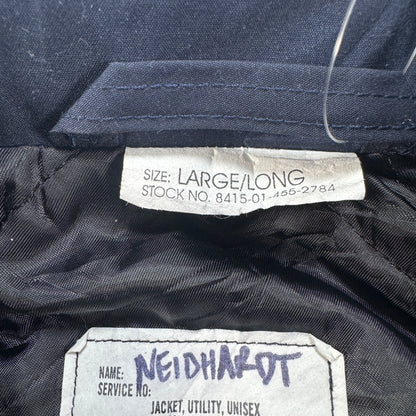 SIZE: LARGE/LONG
STOCK NO. 8415-01-455-2784
NAME: NEIDHARDT
SERVICE NO:
JACKET, UTILITY, UNISEX